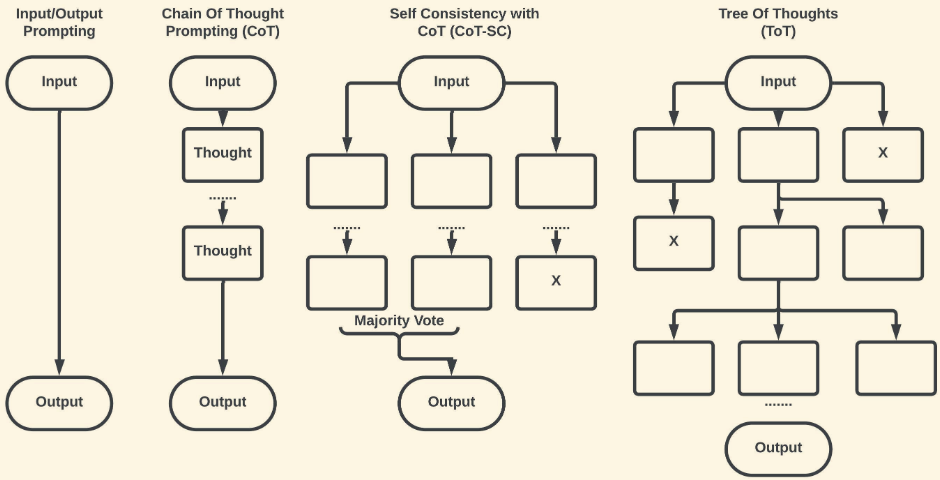 Input/Output
Prompting
Input
Output
Chain Of Thought
Prompting (CoT)
Input
Thought
.......
Thought
Output
Self Consistency with
CoT (CoT-SC)
Input
.......
.......
.......
X
Majority Vote
Output
Tree Of Thoughts
(ToT)
Input
X
X
.......
Output